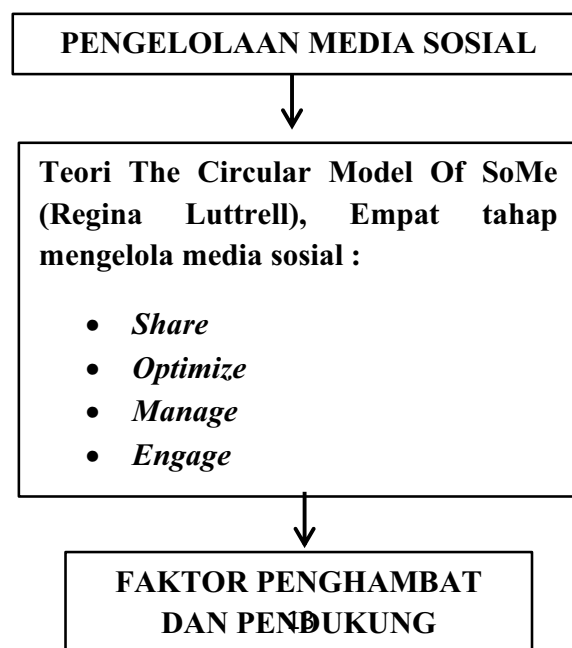 PENGELOLAAN MEDIA SOSIAL
Teori The Circular Model Of SoMe
(Regina Luttrell), Empat tahap
mengelola media sosial :
• Share
• Optimize
• Manage
• Engage
FAKTOR PENGHAMBAT
DAN PENDUKUNG
13